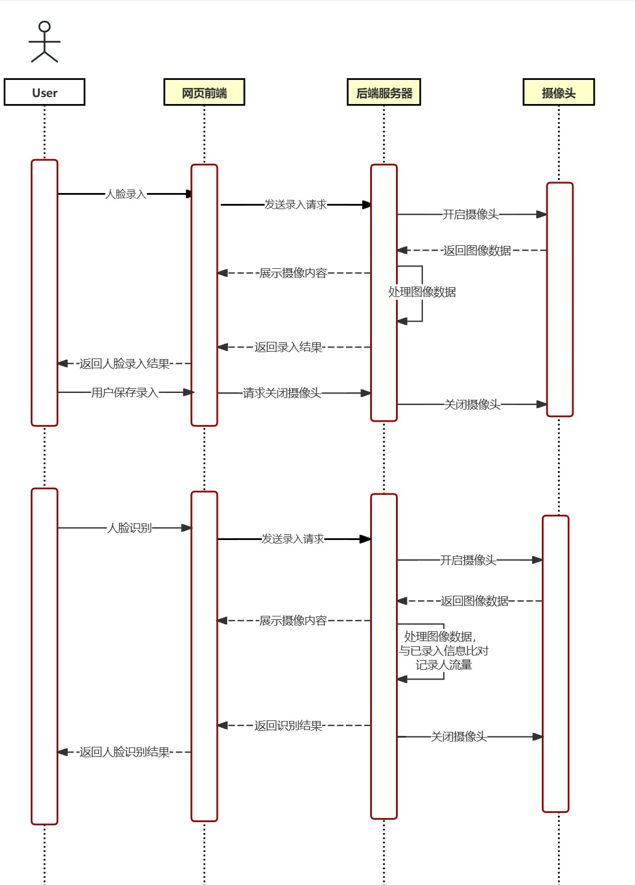 User
网页前端
后端服务器
摄像头
人脸录入
发送录入请求
开启摄像头
返回图像数据
展示摄像内容
处理图像数据
返回录入结果
返回人脸录入结果
用户保存录入
请求关闭摄像头
关闭摄像头
人脸识别
发送录入请求
开启摄像头
返回图像数据
展示摄像内容
处理图像数据，
与已录入信息比对
记录人流量
返回识别结果
关闭摄像头
返回人脸识别结果